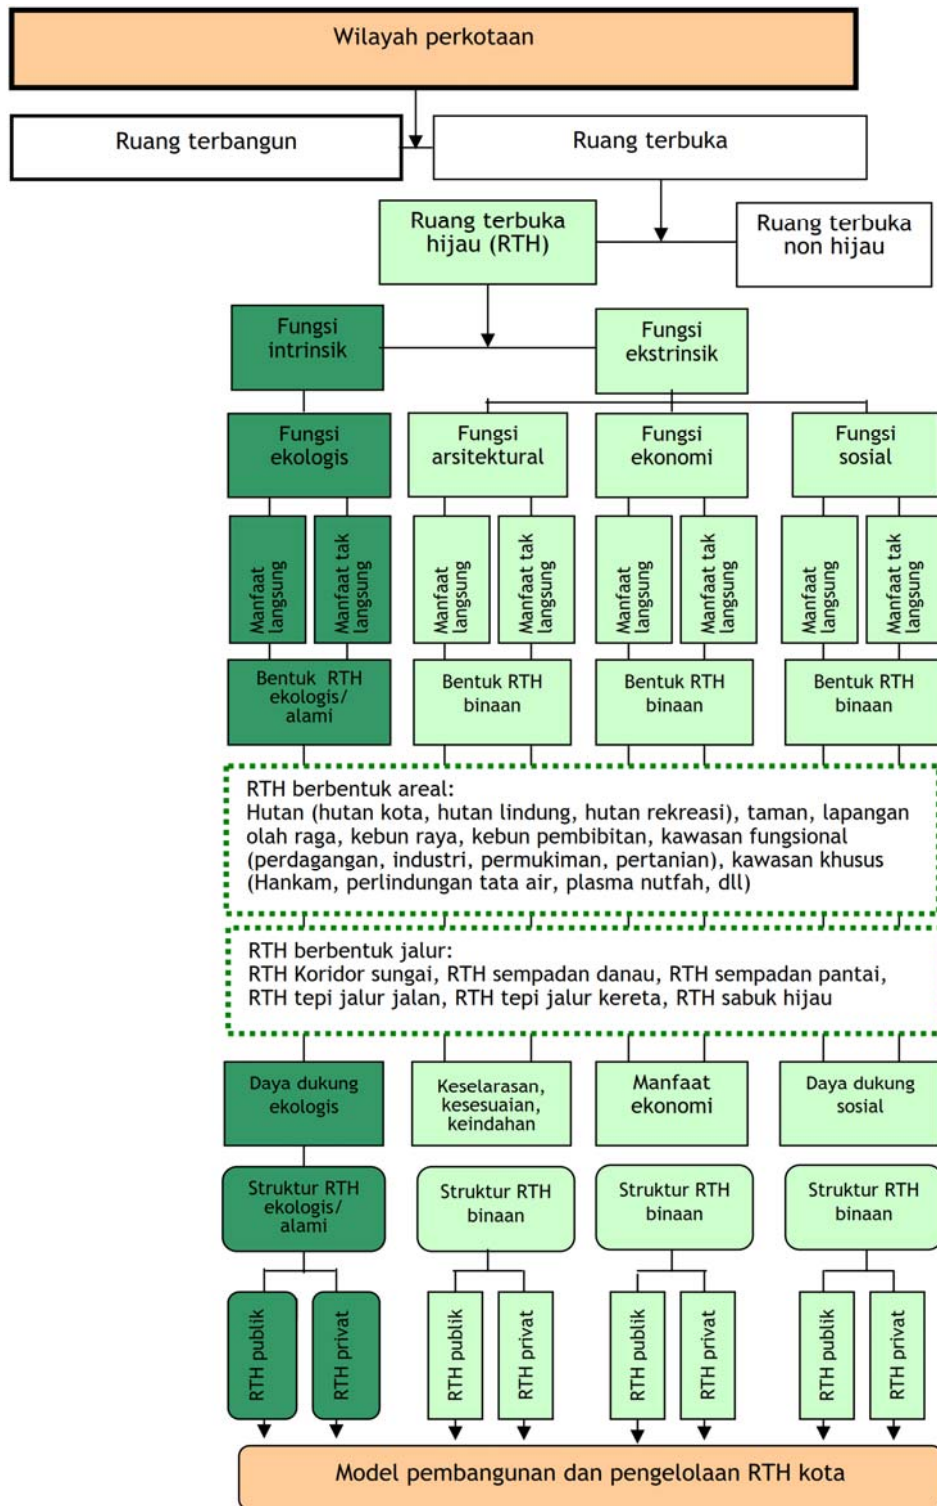 Wilayah perkotaan
Ruang terbangun
Ruang terbuka
Ruang terbuka
hijau (RTH)
Ruang terbuka
non hijau
Fungsi
intrinsik
Fungsi
ekstrinsik
Fungsi
ekologis
Fungsi
arsitektural
Fungsi
ekonomi
Fungsi
sosial
Manfaat
langsung
Manfaat tak
langsung
Manfaat
langsung
Manfaat tak
langsung
Manfaat
langsung
Manfaat tak
langsung
Manfaat
langsung
Manfaat tak
langsung
Bentuk RTH
ekologis/
alami
Bentuk RTH
binaan
Bentuk RTH
binaan
Bentuk RTH
binaan
RTH berbentuk areal:
Hutan (hutan kota, hutan lindung, hutan rekreasi), taman, lapangan
olah raga, kebun raya, kebun pembibitan, kawasan fungsional
(perdagangan, industri, permukiman, pertanian), kawasan khusus
(Hankam, perlindungan tata air, plasma nutfah, dll)
RTH berbentuk jalur:
RTH Koridor sungai, RTH sempadan danau, RTH sempadan pantai,
RTH tepi jalur jalan, RTH tepi jalur kereta, RTH sabuk hijau
Daya dukung
ekologis
Keselarasan,
kesesuaian,
keindahan
Manfaat
ekonomi
Daya dukung
sosial
Struktur RTH
ekologis/
alami
Struktur RTH
binaan
Struktur RTH
binaan
Struktur RTH
binaan
RTH publik
RTH privat
RTH publik
RTH privat
RTH publik
RTH privat
RTH publik
RTH privat
Model pembangunan dan pengelolaan RTH kota